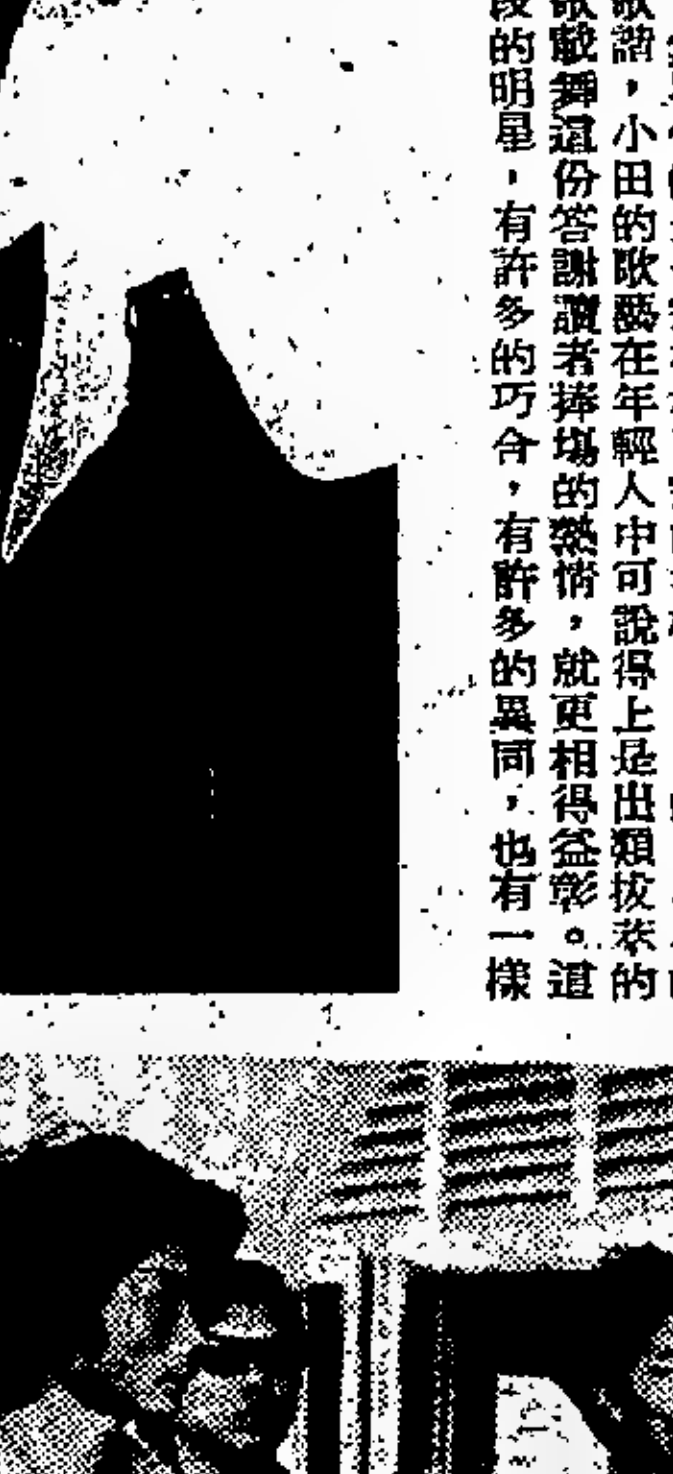 諧，小田的歌藝在年輕人中可說得上是出類拔萃的
歌載舞這份答謝讀者捧場的熱情，就更相得益彰。這
段的明星，有許多的巧合，有許多的異同，也有一樣